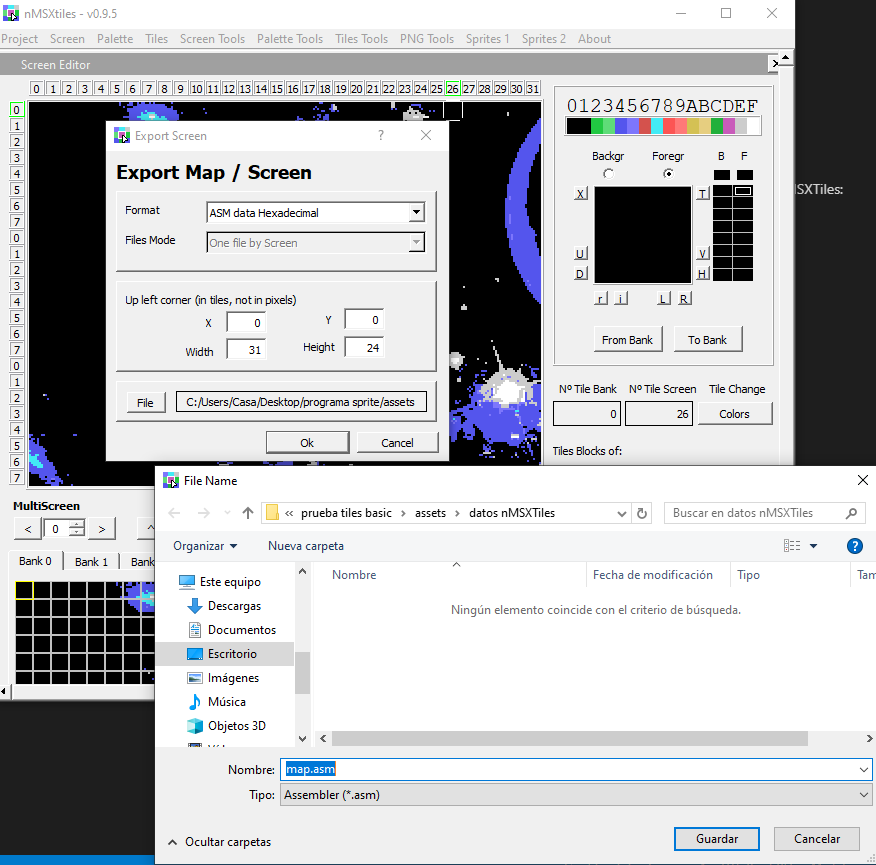 nMSXtiles - v0.9.5
Project Screen Palette Tiles Screen Tools Palette Tools Tiles Tools PNG Tools Sprites 1 Sprites 2 About
Screen Editor
0 1 2 3 4 5 6 7 8 9 10 11 12 13 14 15 16 17 18 19 20 21 22 23 24 25 26 27 28 29 30 31
0
1
2
3
4
5
6
7
0
1
2
3
4
5
6
7
0
1
2
3
4
5
6
7
Export Screen ?
Export Map / Screen
Format ASM data Hexadecimal
Files Mode One file by Screen
Up left corner (in tiles, not in pixels)
X 0 Y 0
Width 31 Height 24
File C:/Users/Casa/Desktop/programa sprite/assets
Ok Cancel
0123456789ABCDEF
Backgr Foregr B F
X T
U V
D H
r i L R
From Bank To Bank
Nº Tile Bank Nº Tile Screen Tile Change
0 26 Colors
Tiles Blocks of:
SXTiles:
MultiScreen
< 0 > ^
Bank 0 Bank 1 Bank
File Name
« prueba tiles basic > assets > datos nMSXTiles
Buscar en datos nMSXTiles
Organizar Nueva carpeta ?
Nombre Fecha de modificación Tipo Tam
Ningún elemento coincide con el criterio de búsqueda.
Este equipo
Descargas
Documentos
Escritorio
Imágenes
Música
Objetos 3D
Nombre: map.asm
Tipo: Assembler (*.asm)
Ocultar carpetas Guardar Cancelar